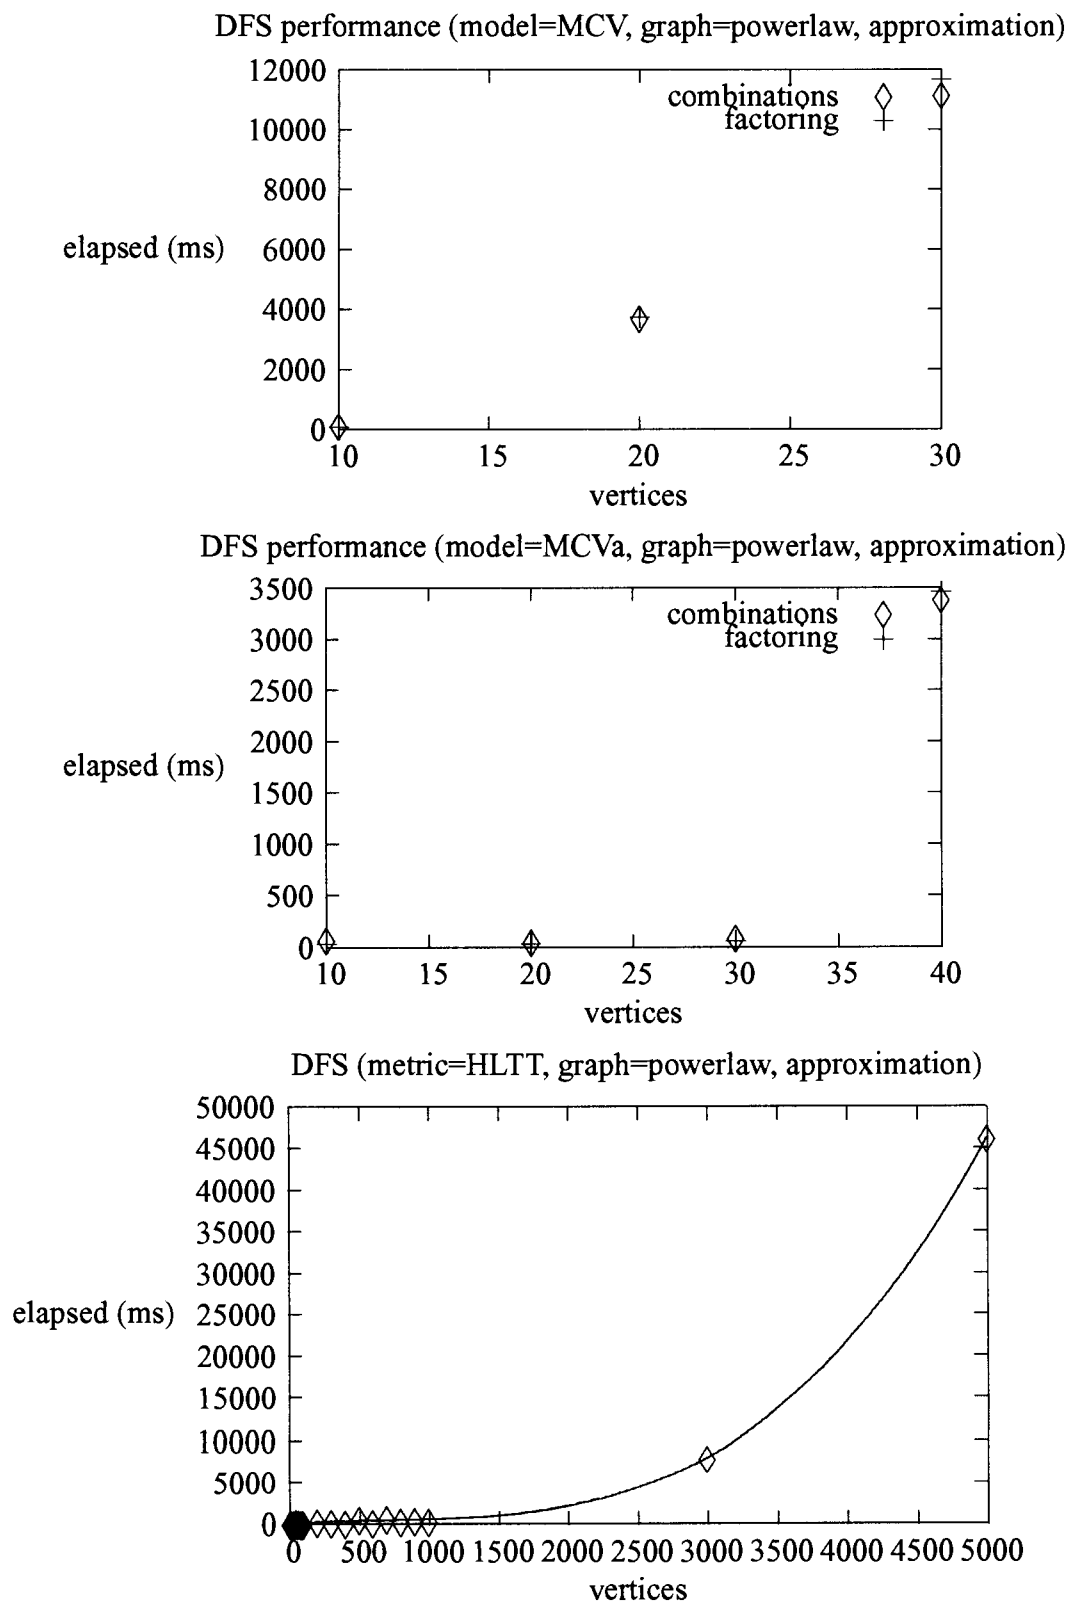 DFS performance (model=MCV, graph=powerlaw, approximation)
12000
10000
8000
6000
4000
2000
0
elapsed (ms)
combinations
factoring
10 15 20 25 30
vertices
DFS performance (model=MCVa, graph=powerlaw, approximation)
3500
3000
2500
2000
1500
1000
500
0
elapsed (ms)
combinations
factoring
10 15 20 25 30 35 40
vertices
DFS (metric=HLTT, graph=powerlaw, approximation)
50000
45000
40000
35000
30000
25000
20000
15000
10000
5000
0
elapsed (ms)
0 500 1000 1500 2000 2500 3000 3500 4000 4500 5000
vertices